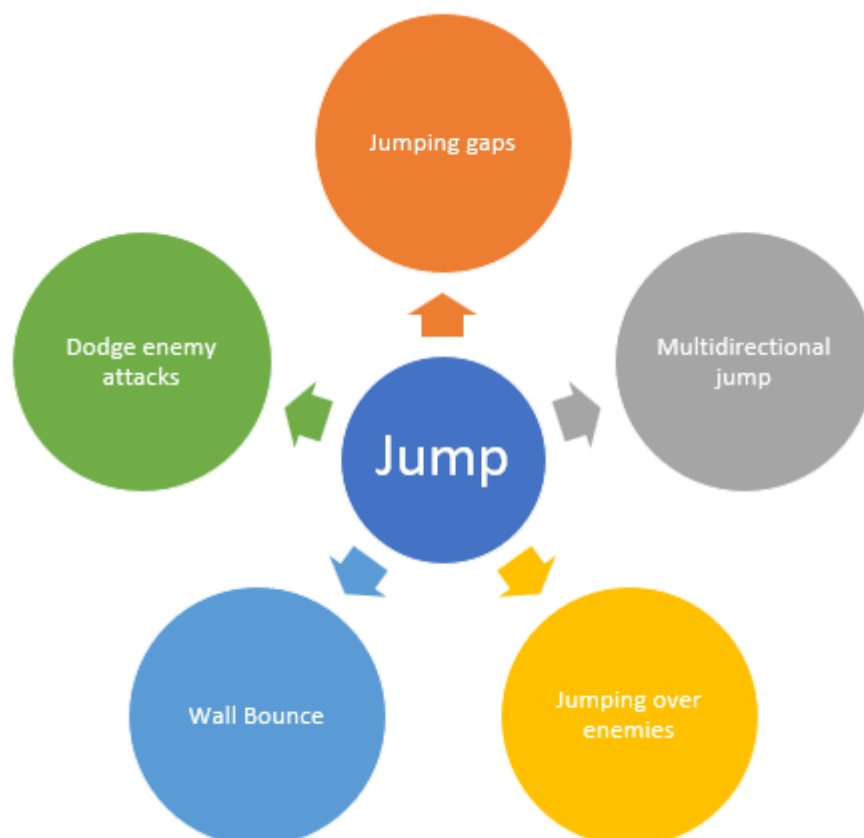 Jumping gaps
Dodge enemy
attacks
Multidirectional
jump
Jump
Wall Bounce
Jumping over
enemies